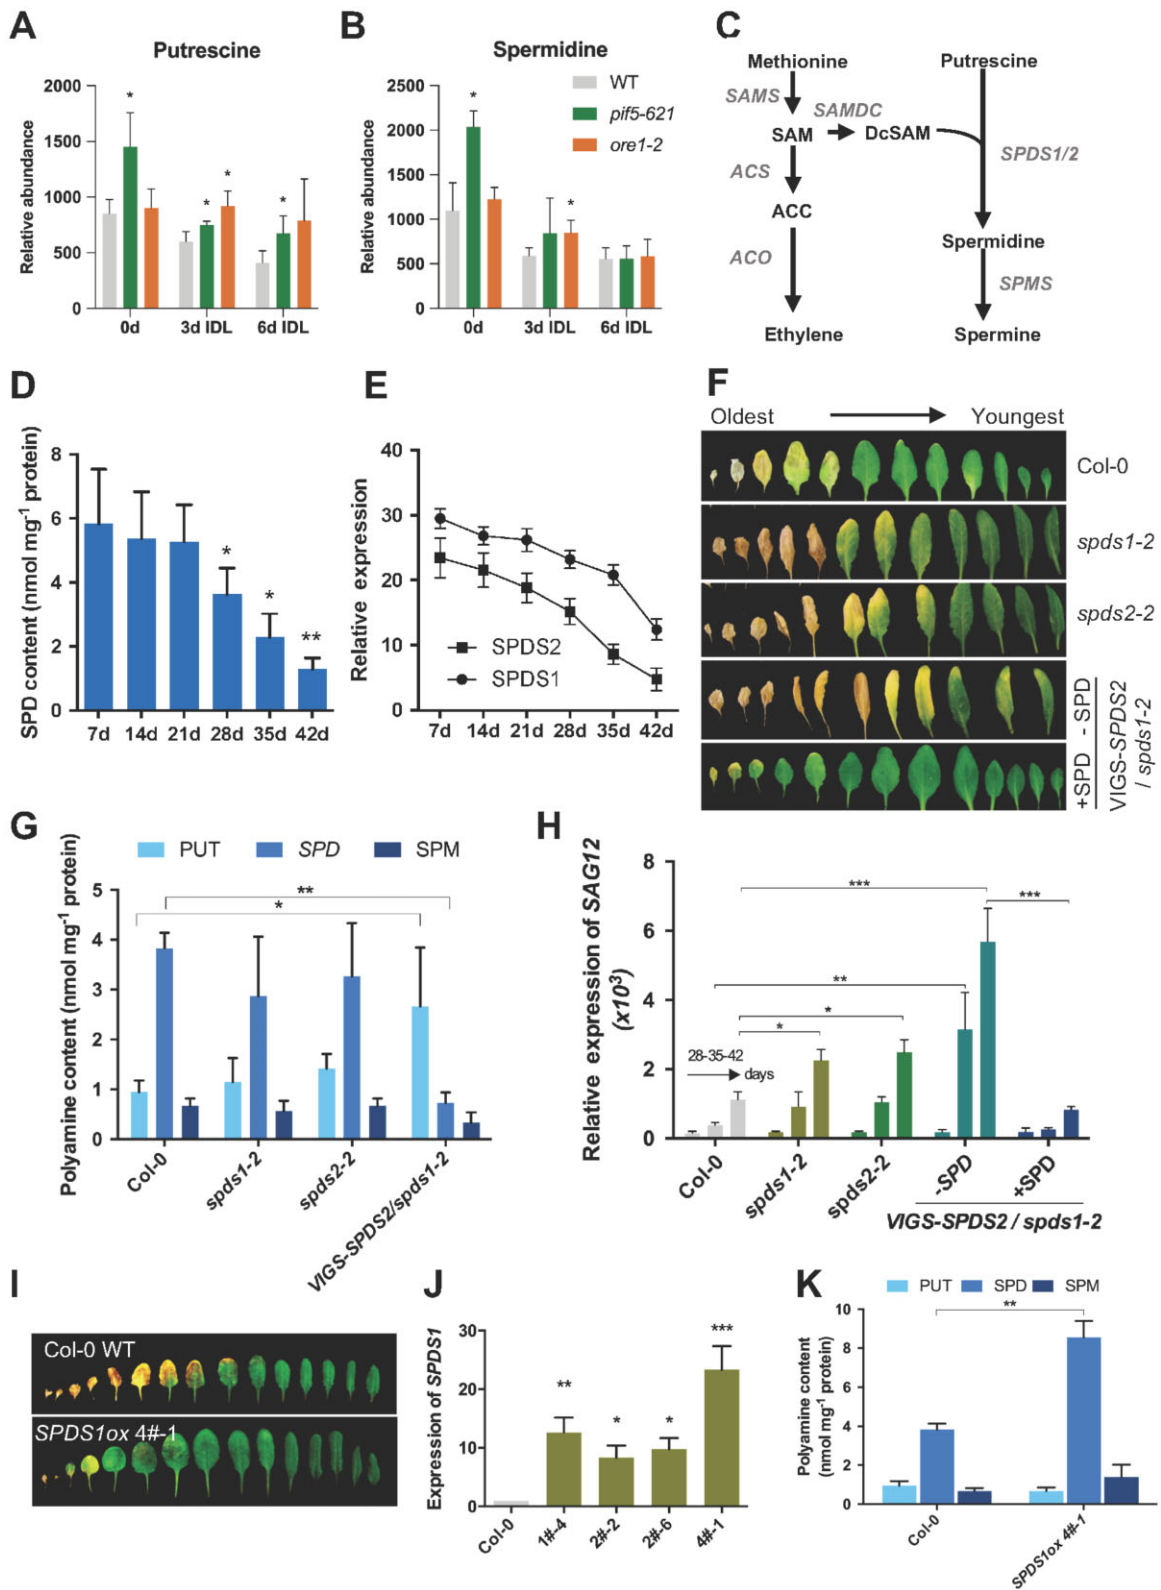 A
Putrescine
Relative abundance
2000
1500
1000
500
0
*
*
*
*
0d
3d IDL
6d IDL
B
Spermidine
Relative abundance
2500
2000
1500
1000
500
0
*
*
WT
pif5-621
ore1-2
0d
3d IDL
6d IDL
C
Methionine
Putrescine
SAMS
SAMDC
SAM
DcSAM
SPDS1/2
ACS
ACC
Spermidine
ACO
SPMS
Ethylene
Spermine
D
SPD content (nmol mg-1 protein)
8
6
4
2
0
*
*
**
7d
14d
21d
28d
35d
42d
E
Relative expression
40
30
20
10
0
SPDS2
SPDS1
7d
14d
21d
28d
35d
42d
F
Oldest
Youngest
Col-0
spds1-2
spds2-2
- SPD
+SPD
VIGS-SPDS2
/ spds1-2
G
PUT
SPD
SPM
Polyamine content (nmol mg-1 protein)
5
4
3
2
1
0
**
*
Col-0
spds1-2
spds2-2
VIGS-SPDS2/spds1-2
H
Relative expression of SAG12
(x10³)
8
6
4
2
0
***
***
**
*
*
28-35-42
days
Col-0
spds1-2
spds2-2
-SPD
+SPD
VIGS-SPDS2 / spds1-2
I
Col-0 WT
SPDS1ox 4#-1
J
Expression of SPDS1
30
20
10
0
**
*
*
***
Col-0
1#-4
2#-2
2#-6
4#-1
K
PUT
SPD
SPM
Polyamine content
(nmol mg-1 protein)
10
8
6
4
2
0
**
Col-0
SPDS1ox 4#-1